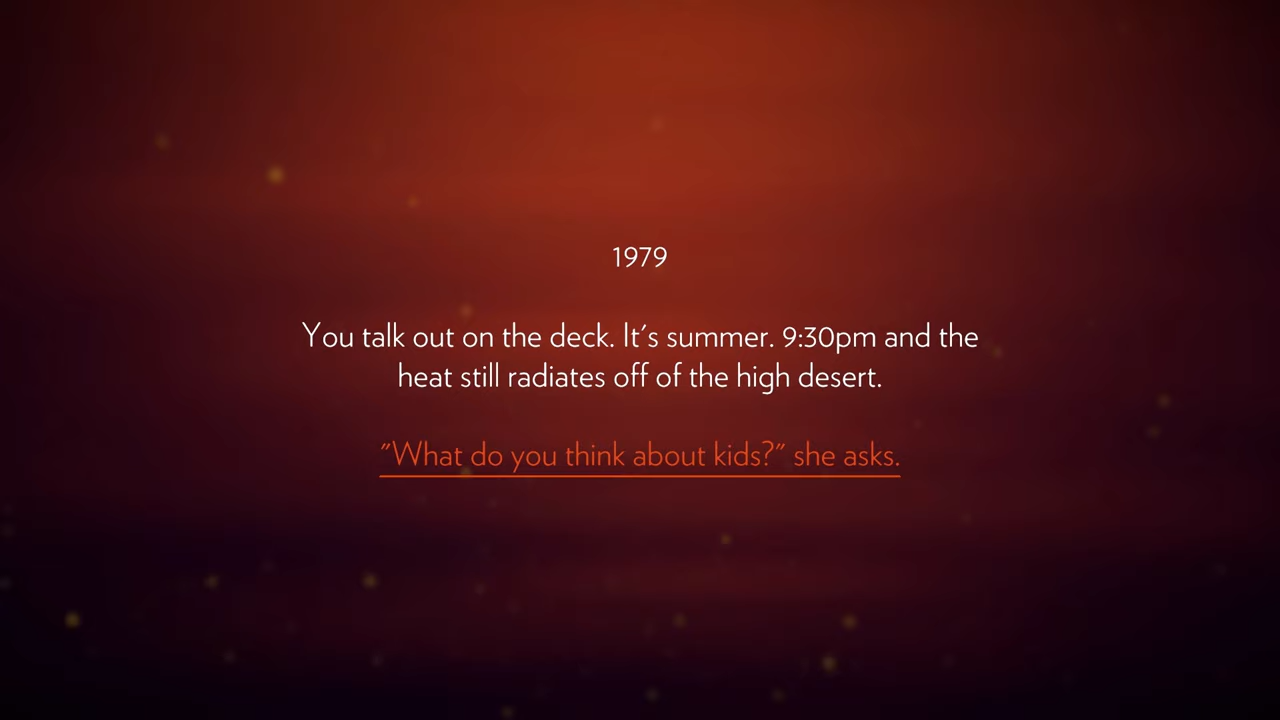 1979
You talk out on the deck. It's summer. 9:30pm and the
heat still radiates off of the high desert.
"What do you think about kids?" she asks.